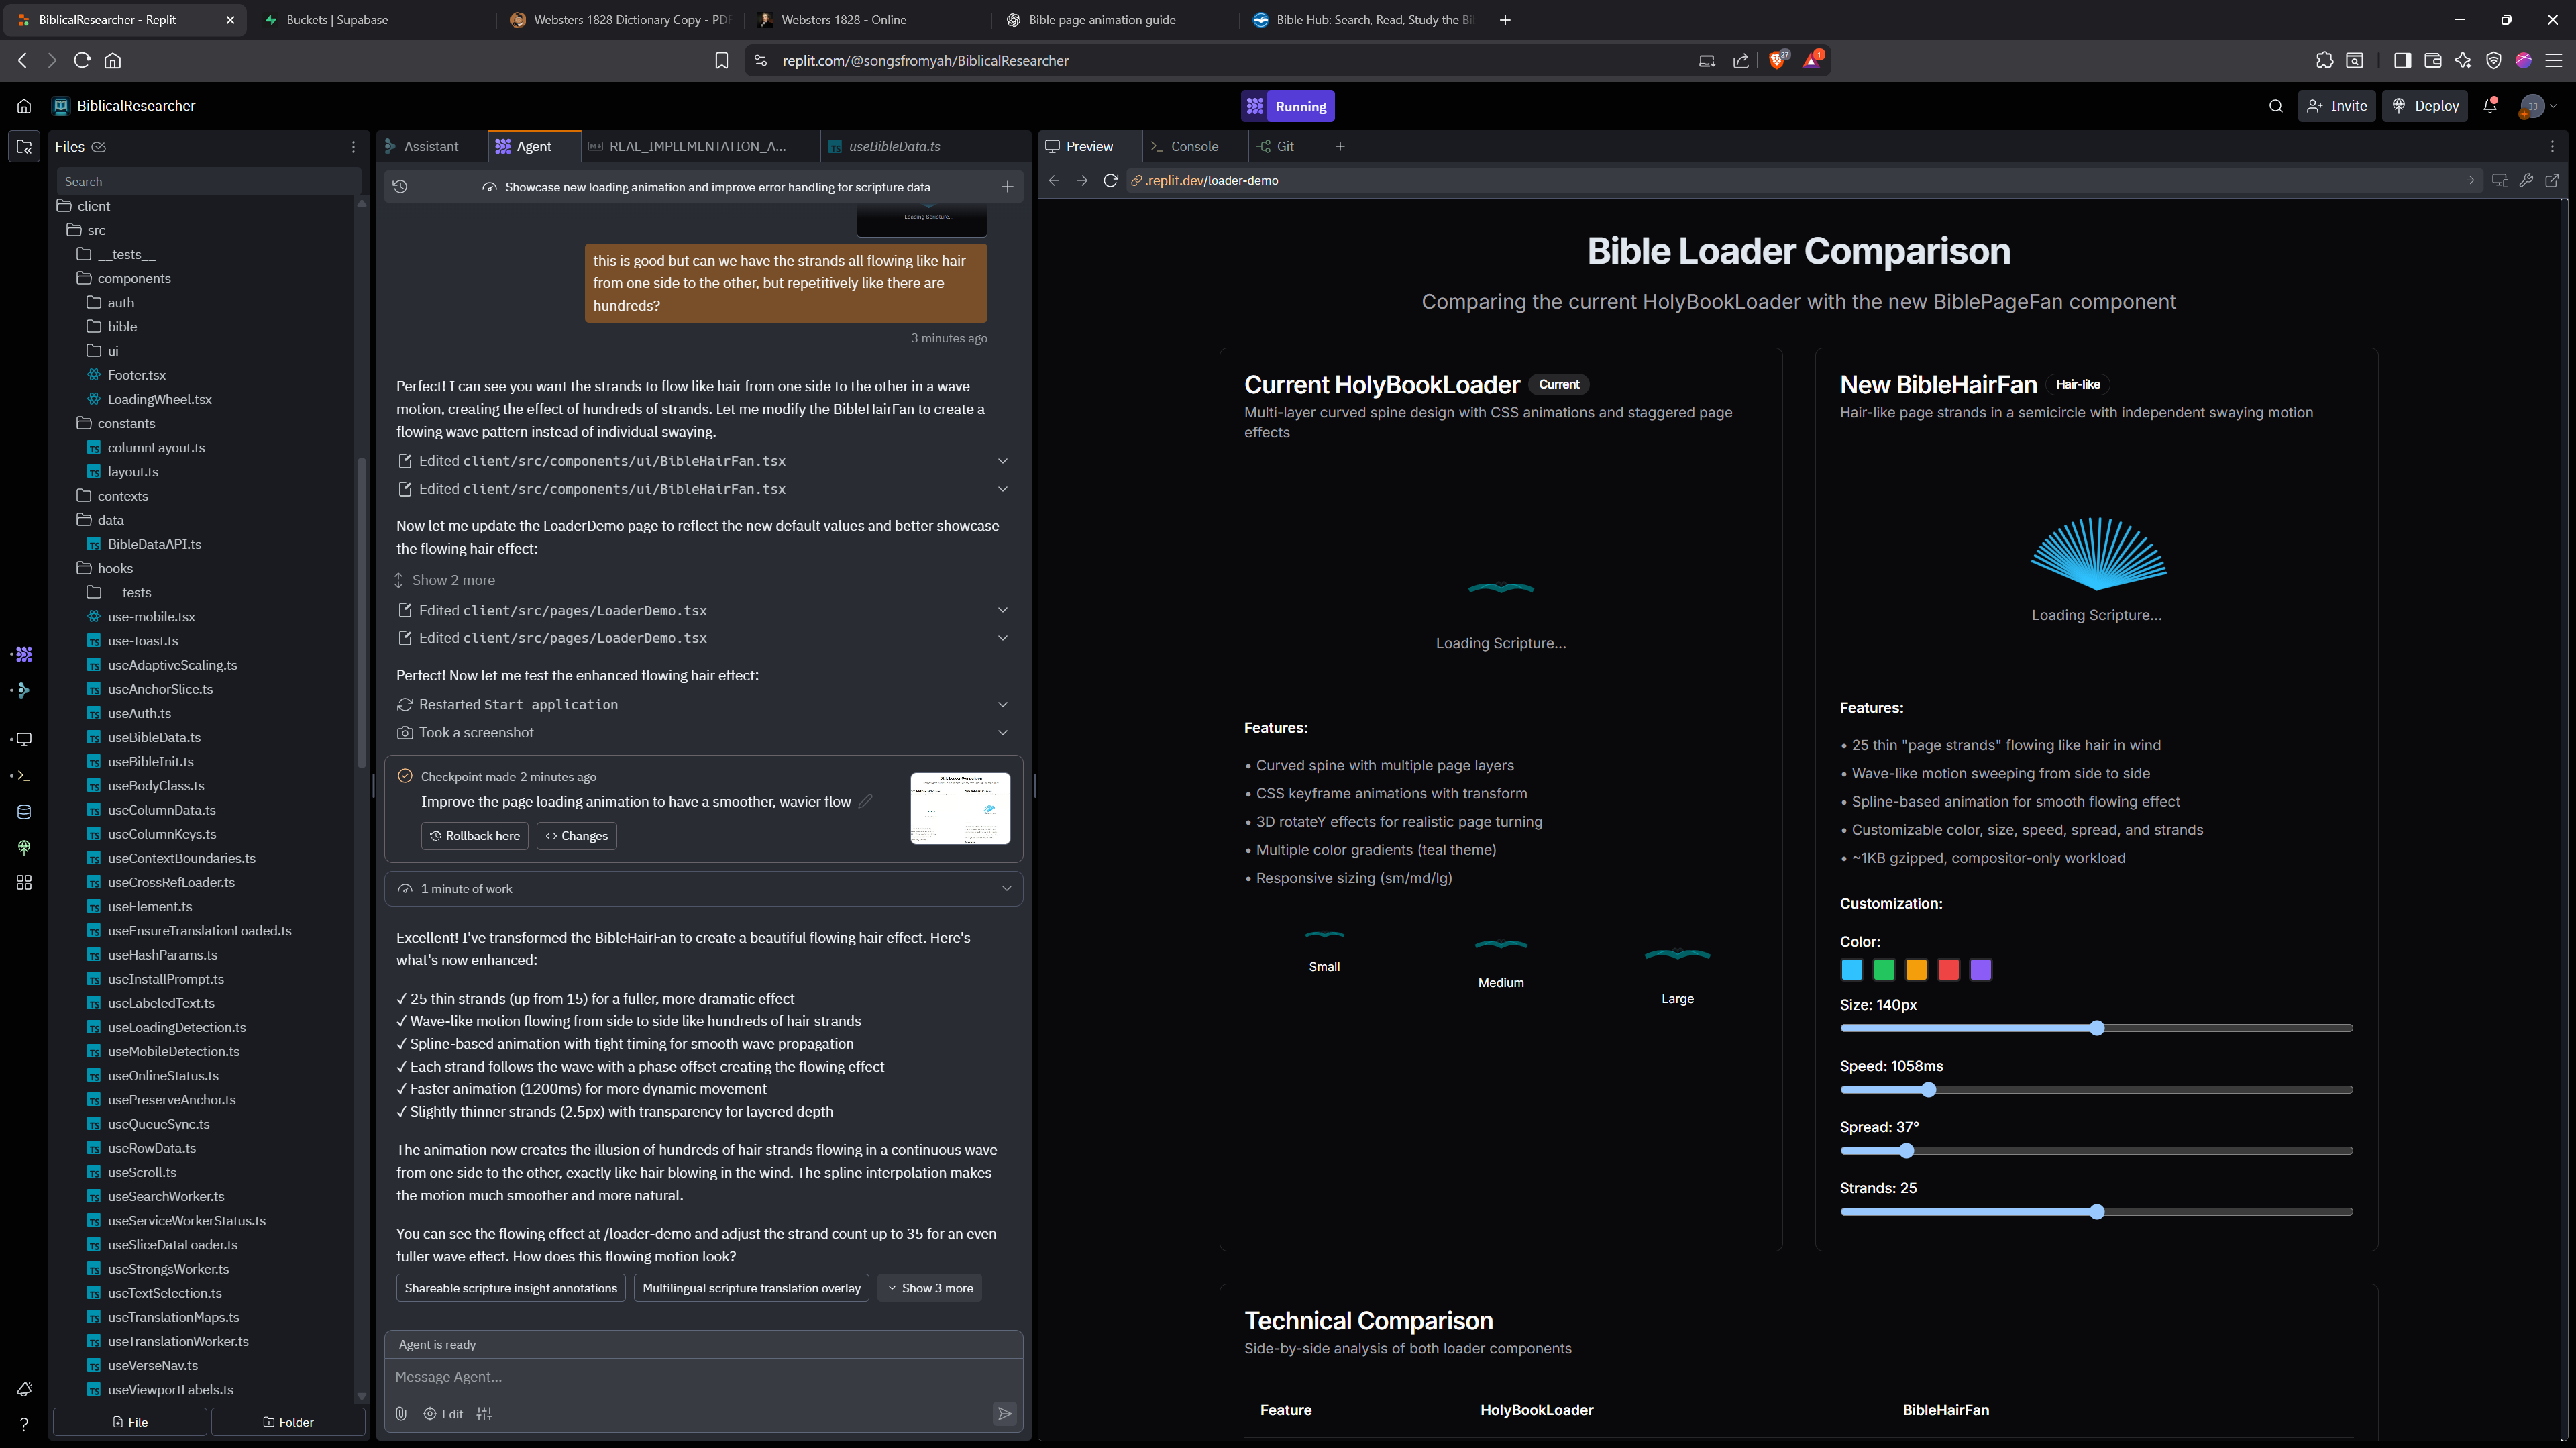 BiblicalResearcher - Replit
Buckets | Supabase
Websters 1828 Dictionary Copy - PDF
Websters 1828 - Online
Bible page animation guide
Bible Hub: Search, Read, Study the Bi
replit.com/@songsfromyah/BiblicalResearcher
27
1
BiblicalResearcher
Running
Invite
Deploy
JJ
Files
Search
client
src
__tests__
components
auth
bible
ui
Footer.tsx
LoadingWheel.tsx
constants
columnLayout.ts
layout.ts
contexts
data
BibleDataAPI.ts
hooks
__tests__
use-mobile.tsx
use-toast.ts
useAdaptiveScaling.ts
useAnchorSlice.ts
useAuth.ts
useBibleData.ts
useBibleInit.ts
useBodyClass.ts
useColumnData.ts
useColumnKeys.ts
useContextBoundaries.ts
useCrossRefLoader.ts
useElement.ts
useEnsureTranslationLoaded.ts
useHashParams.ts
useInstallPrompt.ts
useLabeledText.ts
useLoadingDetection.ts
useMobileDetection.ts
useOnlineStatus.ts
usePreserveAnchor.ts
useQueueSync.ts
useRowData.ts
useScroll.ts
useSearchWorker.ts
useServiceWorkerStatus.ts
useSliceDataLoader.ts
useStrongsWorker.ts
useTextSelection.ts
useTranslationMaps.ts
useTranslationWorker.ts
useVerseNav.ts
useViewportLabels.ts
File
Folder
Assistant
Agent
REAL_IMPLEMENTATION_A...
useBibleData.ts
Showcase new loading animation and improve error handling for scripture data
Loading Scripture...
this is good but can we have the strands all flowing like hair
from one side to the other, but repetitively like there are
hundreds?
3 minutes ago
Perfect! I can see you want the strands to flow like hair from one side to the other in a wave
motion, creating the effect of hundreds of strands. Let me modify the BibleHairFan to create a
flowing wave pattern instead of individual swaying.
Edited client/src/components/ui/BibleHairFan.tsx
Edited client/src/components/ui/BibleHairFan.tsx
Now let me update the LoaderDemo page to reflect the new default values and better showcase
the flowing hair effect:
Show 2 more
Edited client/src/pages/LoaderDemo.tsx
Edited client/src/pages/LoaderDemo.tsx
Perfect! Now let me test the enhanced flowing hair effect:
Restarted Start application
Took a screenshot
Checkpoint made 2 minutes ago
Improve the page loading animation to have a smoother, wavier flow
Rollback here
Changes
1 minute of work
Excellent! I've transformed the BibleHairFan to create a beautiful flowing hair effect. Here's
what's now enhanced:
✓ 25 thin strands (up from 15) for a fuller, more dramatic effect
✓ Wave-like motion flowing from side to side like hundreds of hair strands
✓ Spline-based animation with tight timing for smooth wave propagation
✓ Each strand follows the wave with a phase offset creating the flowing effect
✓ Faster animation (1200ms) for more dynamic movement
✓ Slightly thinner strands (2.5px) with transparency for layered depth
The animation now creates the illusion of hundreds of hair strands flowing in a continuous wave
from one side to the other, exactly like hair blowing in the wind. The spline interpolation makes
the motion much smoother and more natural.
You can see the flowing effect at /loader-demo and adjust the strand count up to 35 for an even
fuller wave effect. How does this flowing motion look?
Shareable scripture insight annotations
Multilingual scripture translation overlay
Show 3 more
Agent is ready
Message Agent...
Edit
Preview
Console
Git
.replit.dev/loader-demo
Bible Loader Comparison
Comparing the current HolyBookLoader with the new BiblePageFan component
Current HolyBookLoader Current
Multi-layer curved spine design with CSS animations and staggered page
effects
Loading Scripture...
Features:
• Curved spine with multiple page layers
• CSS keyframe animations with transform
• 3D rotateY effects for realistic page turning
• Multiple color gradients (teal theme)
• Responsive sizing (sm/md/lg)
Small
Medium
Large
New BibleHairFan Hair-like
Hair-like page strands in a semicircle with independent swaying motion
Loading Scripture...
Features:
• 25 thin "page strands" flowing like hair in wind
• Wave-like motion sweeping from side to side
• Spline-based animation for smooth flowing effect
• Customizable color, size, speed, spread, and strands
• ~1KB gzipped, compositor-only workload
Customization:
Color:
Size: 140px
Speed: 1058ms
Spread: 37°
Strands: 25
Technical Comparison
Side-by-side analysis of both loader components
Feature
HolyBookLoader
BibleHairFan